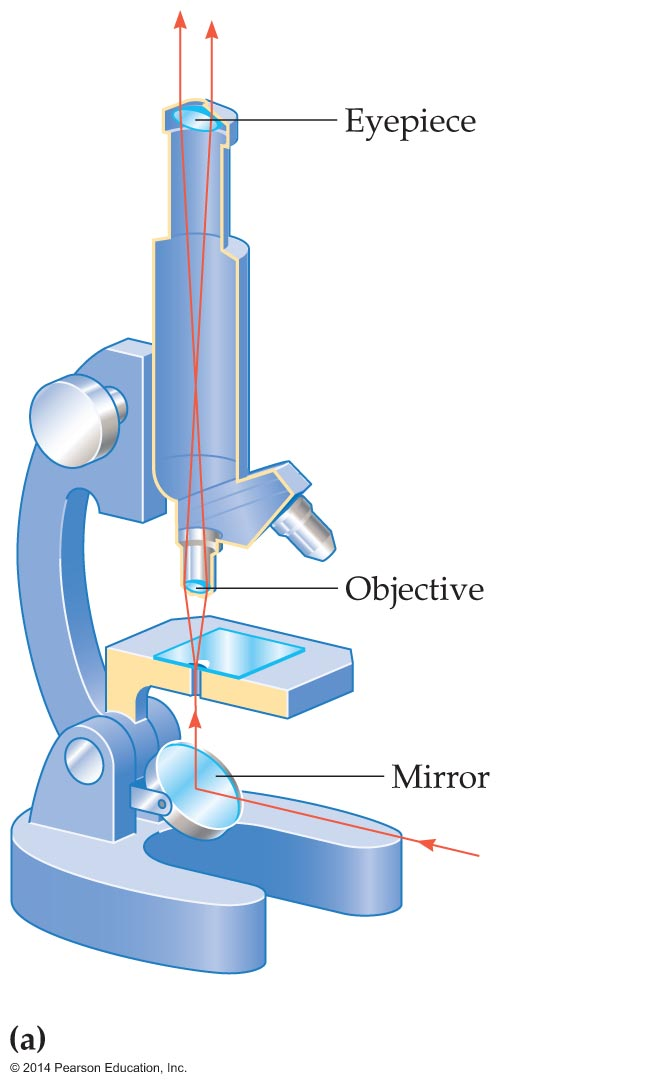 Eyepiece
Objective
Mirror
(a)
© 2014 Pearson Education, Inc.